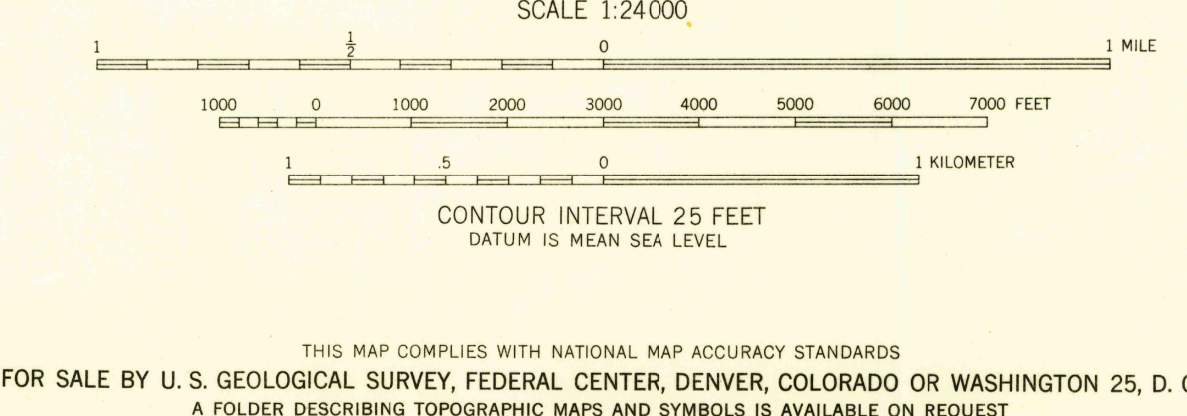 SCALE 1:24000
1 ½ 0 1 MILE
1000 0 1000 2000 3000 4000 5000 6000 7000 FEET
1 .5 0 1 KILOMETER
CONTOUR INTERVAL 25 FEET
DATUM IS MEAN SEA LEVEL
THIS MAP COMPLIES WITH NATIONAL MAP ACCURACY STANDARDS
FOR SALE BY U. S. GEOLOGICAL SURVEY, FEDERAL CENTER, DENVER, COLORADO OR WASHINGTON 25, D. C
A FOLDER DESCRIBING TOPOGRAPHIC MAPS AND SYMBOLS IS AVAILABLE ON REQUEST